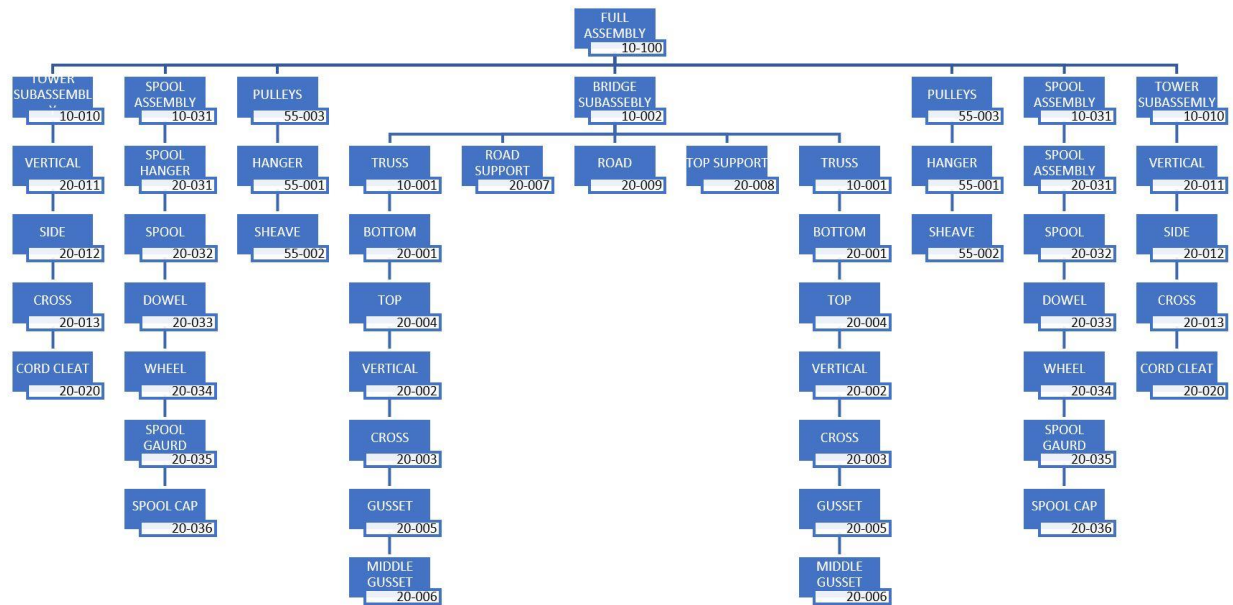 FULL
ASSEMBLY
10-100
TOWER
SUBASSEMBL
Y
10-010
SPOOL
ASSEMBLY
10-031
PULLEYS
55-003
BRIDGE
SUBASSEBLY
10-002
PULLEYS
55-003
SPOOL
ASSEMBLY
10-031
TOWER
SUBASSEMLY
10-010
VERTICAL
20-011
SPOOL
HANGER
20-031
HANGER
55-001
TRUSS
10-001
ROAD
SUPPORT
20-007
ROAD
20-009
TOP SUPPORT
20-008
TRUSS
10-001
HANGER
55-001
SPOOL
ASSEMBLY
20-031
VERTICAL
20-011
SIDE
20-012
SPOOL
20-032
SHEAVE
55-002
BOTTOM
20-001
BOTTOM
20-001
SHEAVE
55-002
SPOOL
20-032
SIDE
20-012
CROSS
20-013
DOWEL
20-033
TOP
20-004
TOP
20-004
DOWEL
20-033
CROSS
20-013
CORD CLEAT
20-020
WHEEL
20-034
VERTICAL
20-002
VERTICAL
20-002
WHEEL
20-034
CORD CLEAT
20-020
SPOOL
GAURD
20-035
CROSS
20-003
CROSS
20-003
SPOOL
GAURD
20-035
SPOOL CAP
20-036
GUSSET
20-005
GUSSET
20-005
SPOOL CAP
20-036
MIDDLE
GUSSET
20-006
MIDDLE
GUSSET
20-006